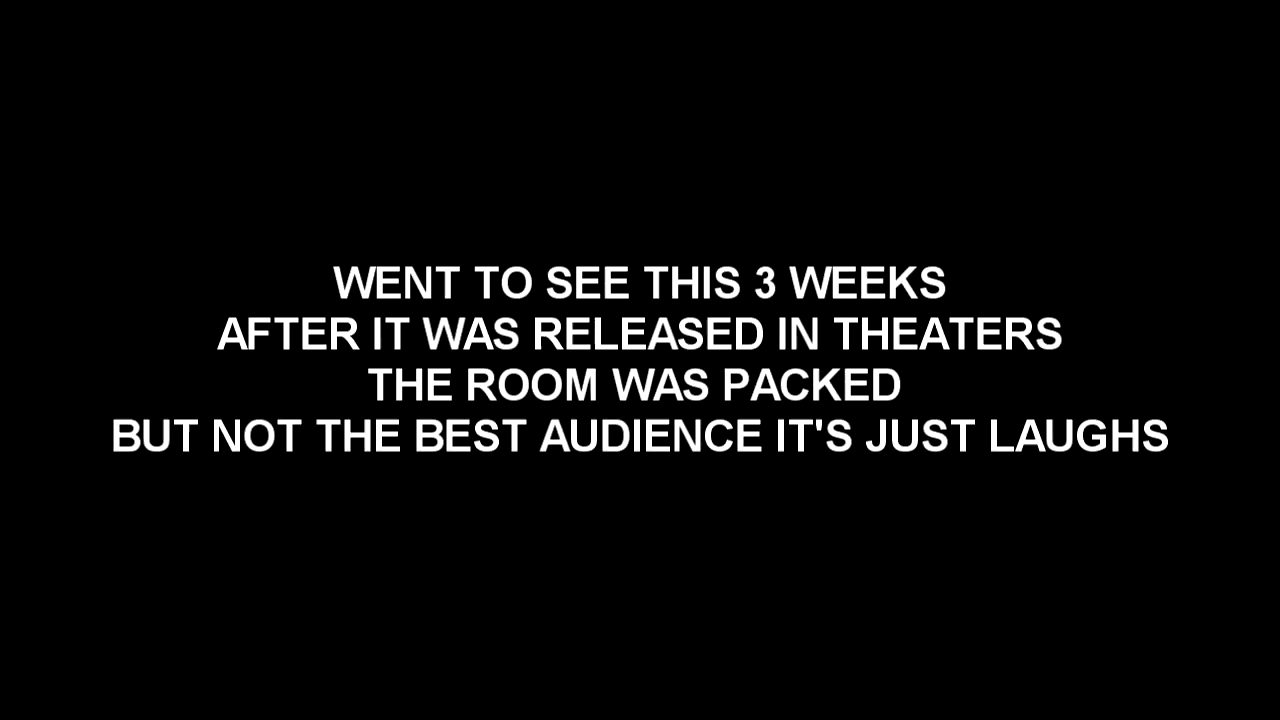 WENT TO SEE THIS 3 WEEKS
AFTER IT WAS RELEASED IN THEATERS
THE ROOM WAS PACKED
BUT NOT THE BEST AUDIENCE IT'S JUST LAUGHS